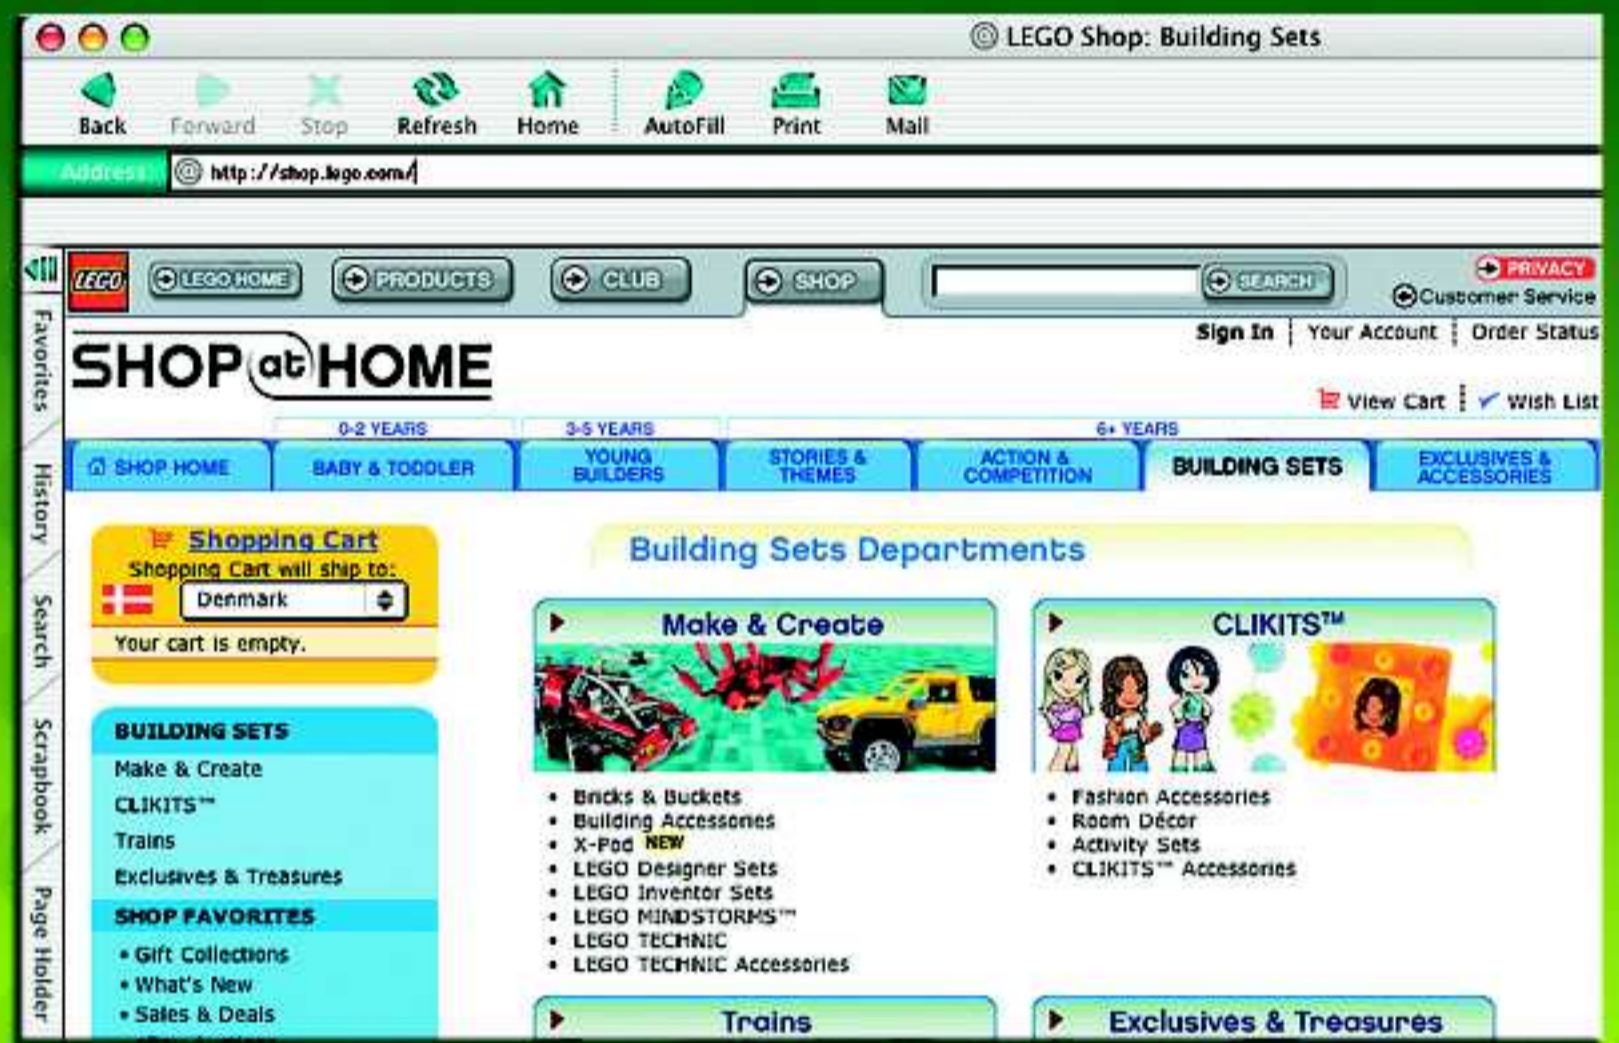 LEGO Shop: Building Sets
Back Forward Stop Refresh Home AutoFill Print Mail
Address http://shop.lego.com/
Favorites
History
Search
Scrapbook
Page Holder
LEGO LEGO HOME PRODUCTS CLUB SHOP SEARCH PRIVACY
Customer Service
Sign In Your Account Order Status
SHOP at HOME
View Cart Wish List
0-2 YEARS 3-5 YEARS 6+ YEARS
SHOP HOME
BABY & TODDLER
YOUNG
BUILDERS
STORIES &
THEMES
ACTION &
COMPETITION
BUILDING SETS
EXCLUSIVES &
ACCESSORIES
Shopping Cart
Shopping Cart will ship to:
Denmark
Your cart is empty.
BUILDING SETS
Make & Create
CLIKITS™
Trains
Exclusives & Treasures
SHOP FAVORITES
• Gift Collections
• What's New
• Sales & Deals
Building Sets Departments
Make & Create
• Bricks & Buckets
• Building Accessories
• X-Pod NEW
• LEGO Designer Sets
• LEGO Inventor Sets
• LEGO MINDSTORMS™
• LEGO TECHNIC
• LEGO TECHNIC Accessories
CLIKITS™
• Fashion Accessories
• Room Décor
• Activity Sets
• CLIKITS™ Accessories
Trains
Exclusives & Treasures